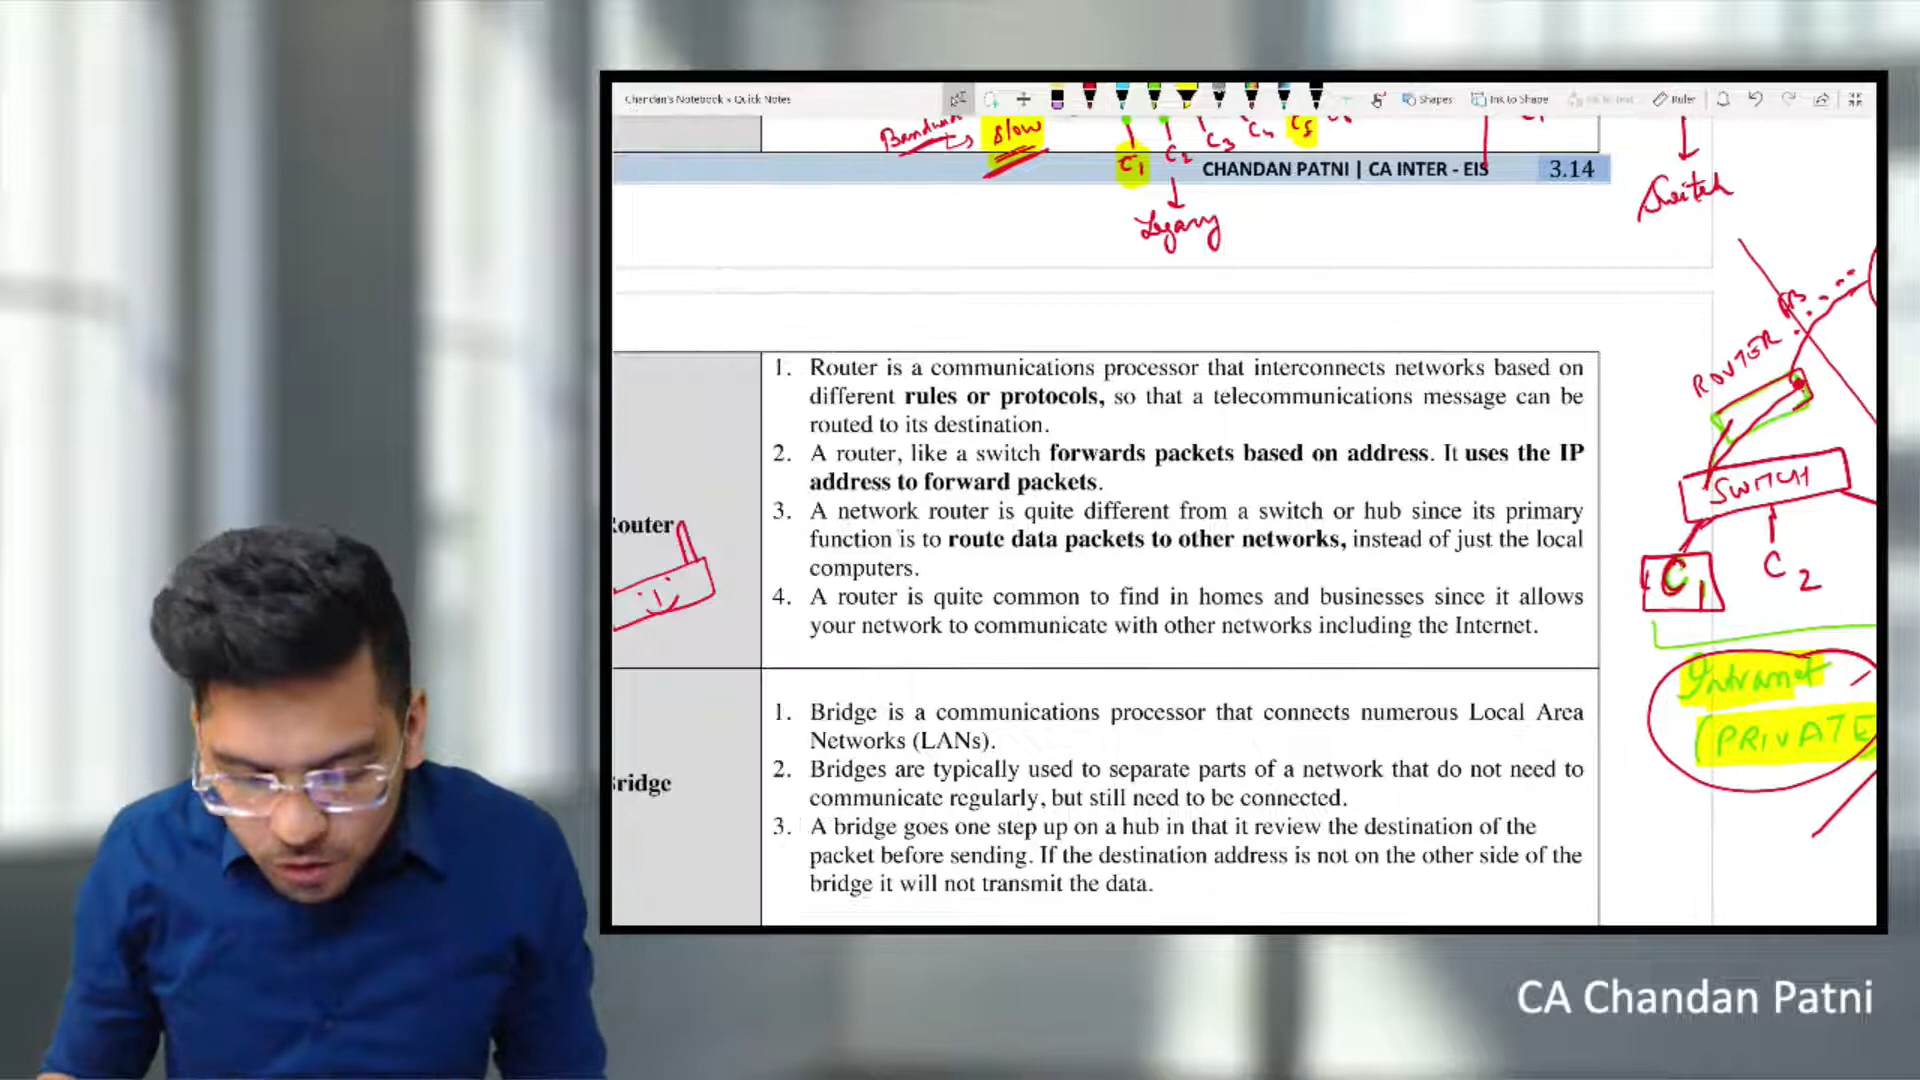 Chandan's Notebook » Quick Notes
Shapes
Ink to Shape
Ink to Text
Ruler
Slow
C1
C2
C3
C4
C5
CHANDAN PATNI | CA INTER - EIS 3.14
Switch
Legacy
1. Router is a communications processor that interconnects networks based on
different rules or protocols, so that a telecommunications message can be
routed to its destination.
2. A router, like a switch forwards packets based on address. It uses the IP
address to forward packets.
3. A network router is quite different from a switch or hub since its primary
function is to route data packets to other networks, instead of just the local
computers.
4. A router is quite common to find in homes and businesses since it allows
your network to communicate with other networks including the Internet.
Router
ROUTER
SWITCH
C1
C2
Intranet
(PRIVATE
1. Bridge is a communications processor that connects numerous Local Area
Networks (LANs).
2. Bridges are typically used to separate parts of a network that do not need to
communicate regularly, but still need to be connected.
3. A bridge goes one step up on a hub in that it review the destination of the
packet before sending. If the destination address is not on the other side of the
bridge it will not transmit the data.
Bridge
CA Chandan Patni